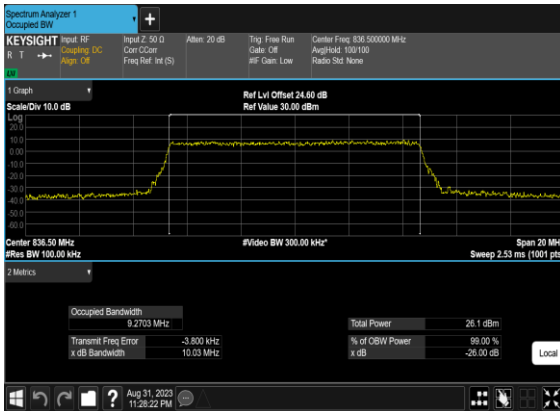 Spectrum Analyzer 1
Occupied BW
+
KEYSIGHT
R T
LXI
Input: RF
Coupling: DC
Align: Off
Input Z: 50 Ω
Corr CCorr
Freq Ref: Int (S)
Atten: 20 dB
Trig: Free Run
Gate: Off
#IF Gain: Low
Center Freq: 836.500000 MHz
Avg|Hold: 100/100
Radio Std: None
1 Graph
Scale/Div 10.0 dB
Ref Lvl Offset 24.60 dB
Ref Value 30.00 dBm
Log
20.0
10.0
0.00
-10.0
-20.0
-30.0
-40.0
-50.0
-60.0
Center 836.50 MHz
#Res BW 100.00 kHz
#Video BW 300.00 kHz*
Span 20 MH
Sweep 2.53 ms (1001 pts
2 Metrics
Occupied Bandwidth
9.2703 MHz
Transmit Freq Error -3.800 kHz
x dB Bandwidth 10.03 MHz
Total Power 26.1 dBm
% of OBW Power 99.00 %
x dB -26.00 dB
Local
?
Aug 31, 2023
11:28:22 PM